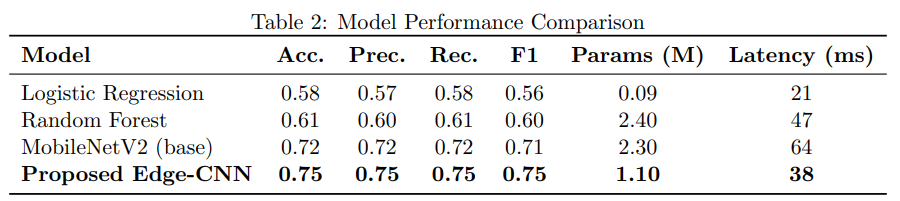 Table 2: Model Performance Comparison
Model Acc. Prec. Rec. F1 Params (M) Latency (ms)
Logistic Regression 0.58 0.57 0.58 0.56 0.09 21
Random Forest 0.61 0.60 0.61 0.60 2.40 47
MobileNetV2 (base) 0.72 0.72 0.72 0.71 2.30 64
Proposed Edge-CNN 0.75 0.75 0.75 0.75 1.10 38